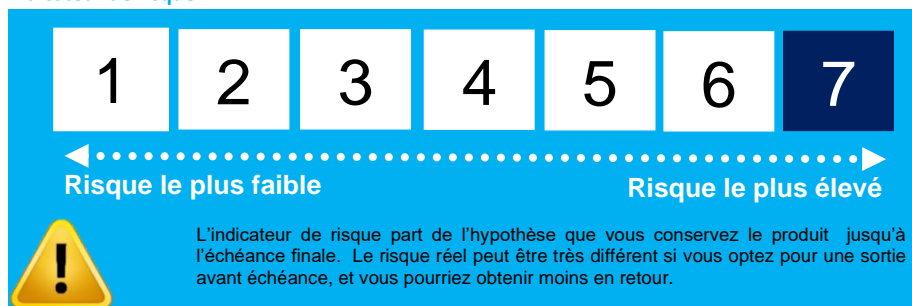 1 2 3 4 5 6 7
Risque le plus faible Risque le plus élevé
L'indicateur de risque part de l'hypothèse que vous conservez le produit jusqu'à
l'échéance finale. Le risque réel peut être très différent si vous optez pour une sortie
avant échéance, et vous pourriez obtenir moins en retour.